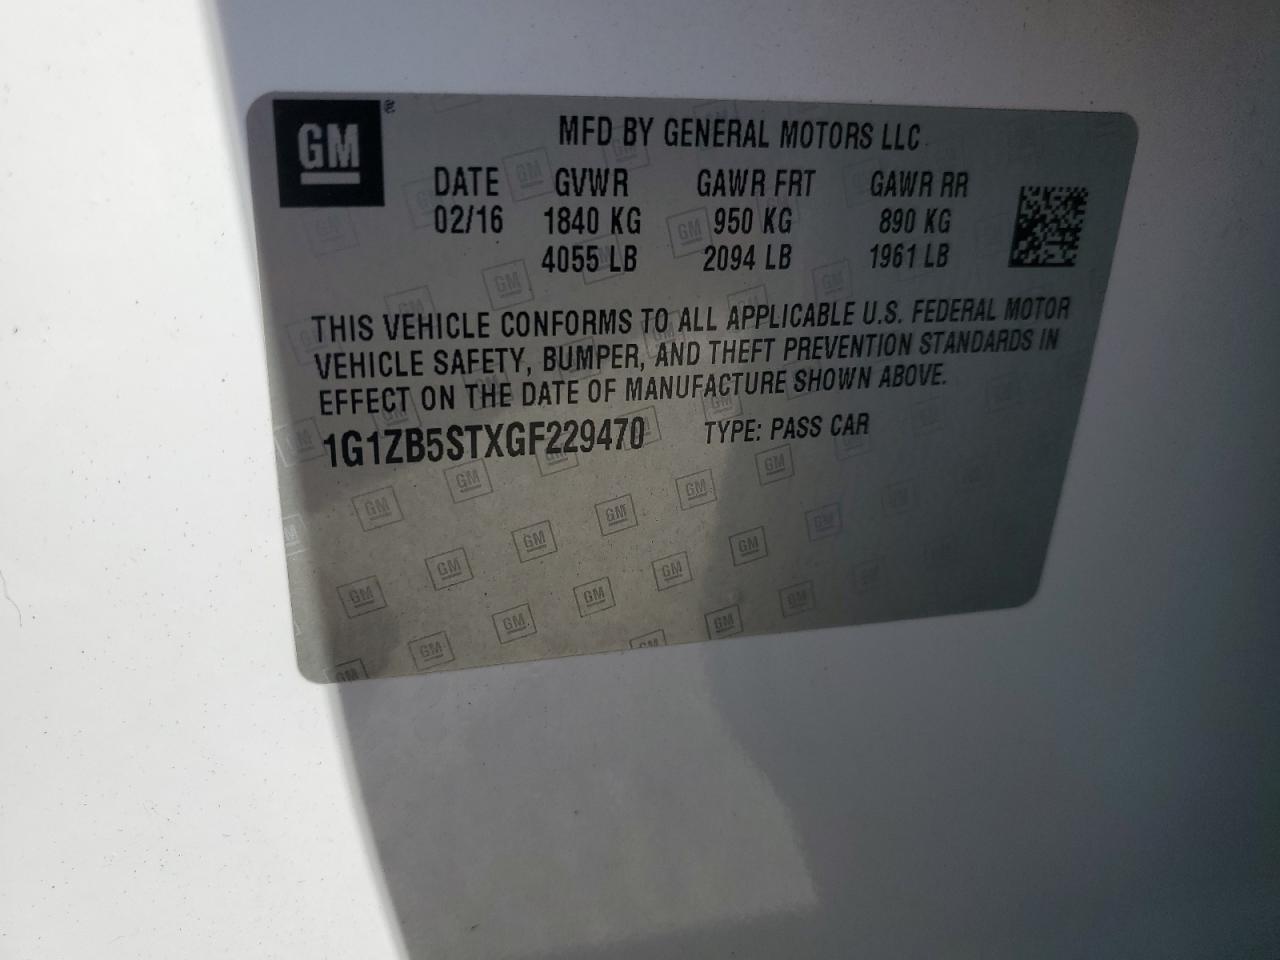 GM ®
MFD BY GENERAL MOTORS LLC
DATE GVWR GAWR FRT GAWR RR
02/16 1840 KG 950 KG 890 KG
4055 LB 2094 LB 1961 LB
THIS VEHICLE CONFORMS TO ALL APPLICABLE U.S. FEDERAL MOTOR
VEHICLE SAFETY, BUMPER, AND THEFT PREVENTION STANDARDS IN
EFFECT ON THE DATE OF MANUFACTURE SHOWN ABOVE.
1G1ZB5STXGF229470 TYPE: PASS CAR